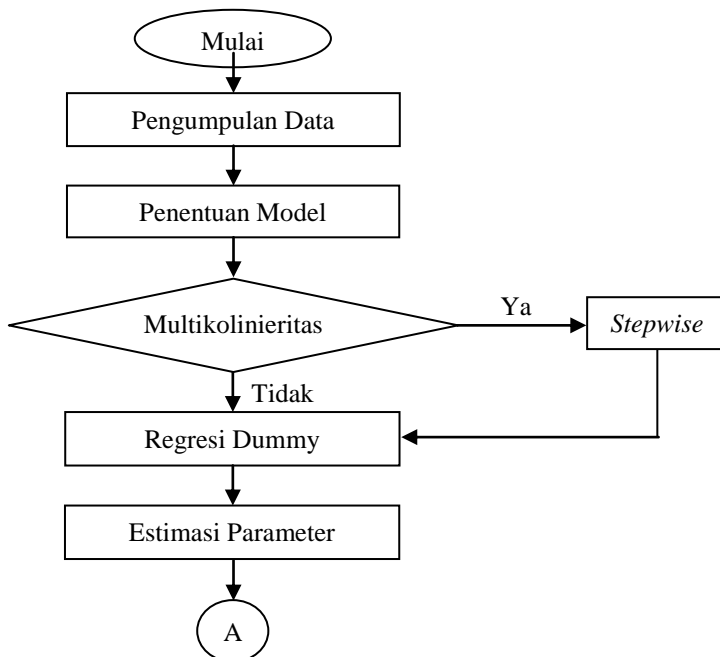 Mulai
Pengumpulan Data
Penentuan Model
Multikolinieritas
Ya
Stepwise
Tidak
Regresi Dummy
Estimasi Parameter
A